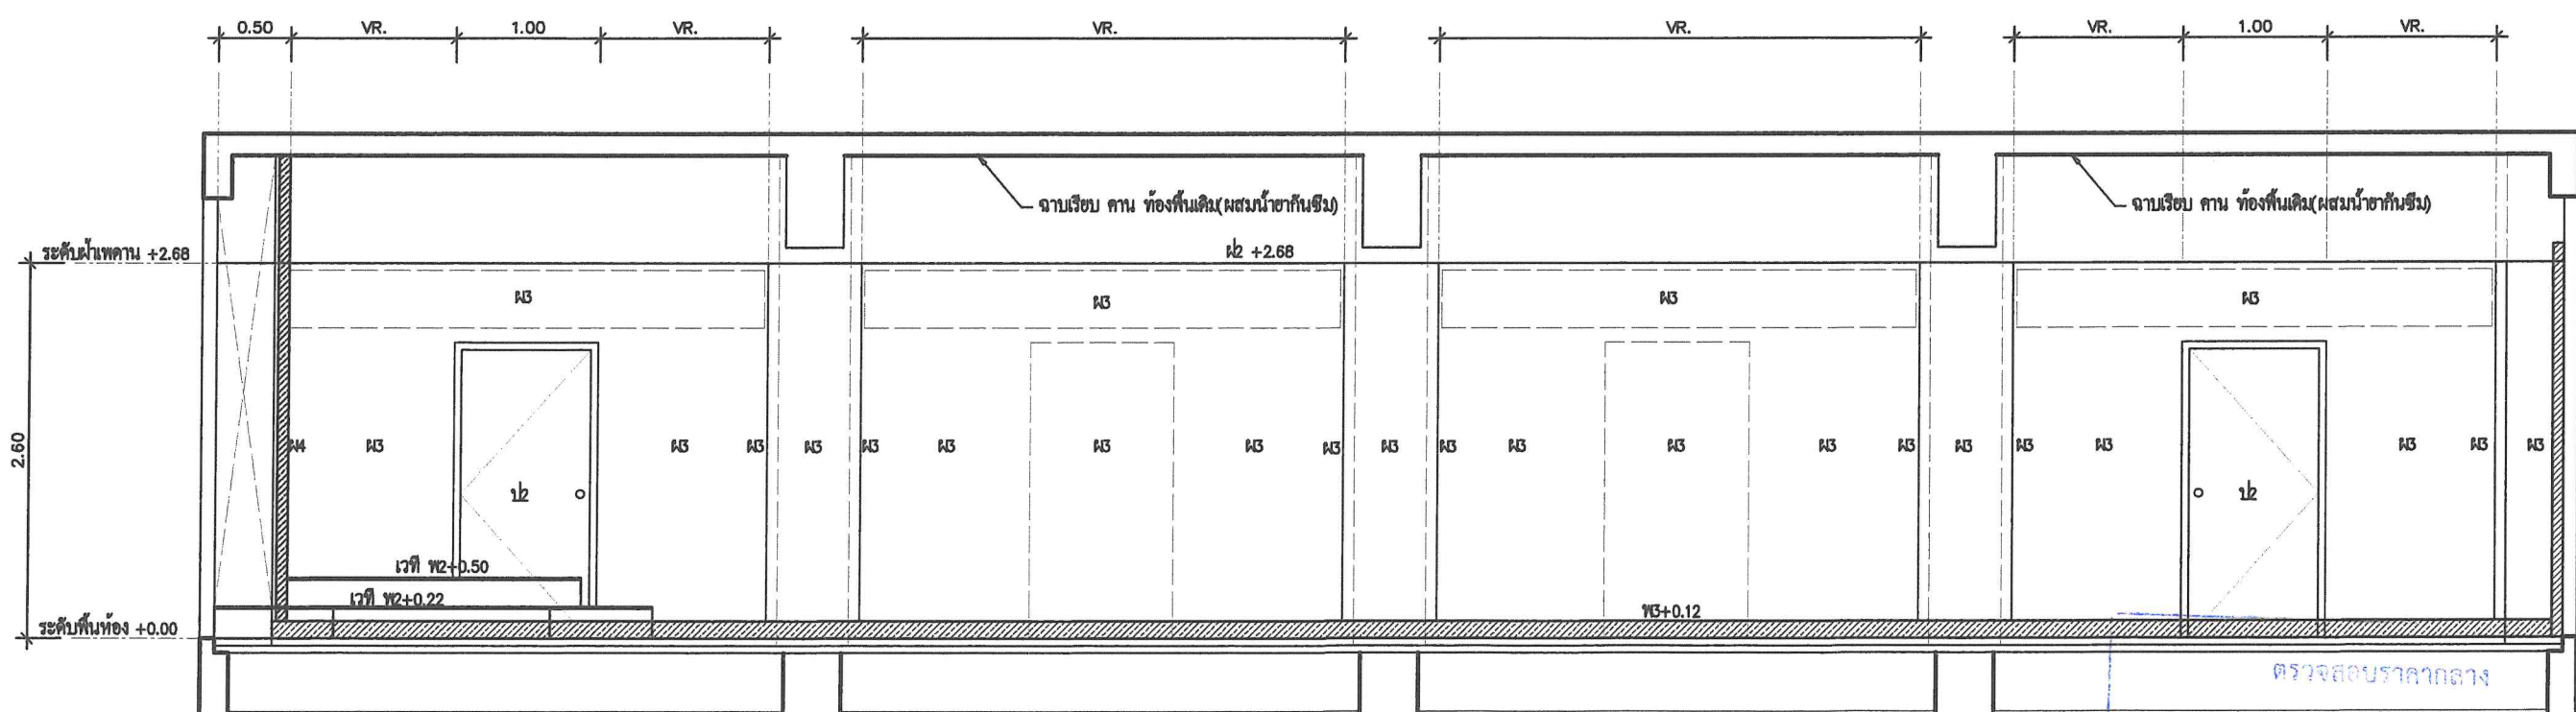 0.50 VR. 1.00 VR. VR. VR. VR. 1.00 VR.
ฉาบเรียบ คาน ท้องพื้นเดิม(ผสมน้ำยากันซึม)
ฉาบเรียบ คาน ท้องพื้นเดิม(ผสมน้ำยากันซึม)
ระดับฝ้าเพดาน +2.68
ฝ2 +2.68
ผ3 ผ3 ผ3 ผ3
2.60
ผ4 ผ3 ผ3 ผ3 ผ3 ผ3 ผ3 ผ3 ผ3 ผ3 ผ3 ผ3 ผ3 ผ3 ผ3 ผ3 ผ3 ผ3 ผ3 ผ3 ผ3 ผ3
ป2 ป2
เวที พ2+0.50
เวที พ2+0.22
พ3+0.12
ระดับพื้นห้อง +0.00
ตรวจสอบราคากลาง